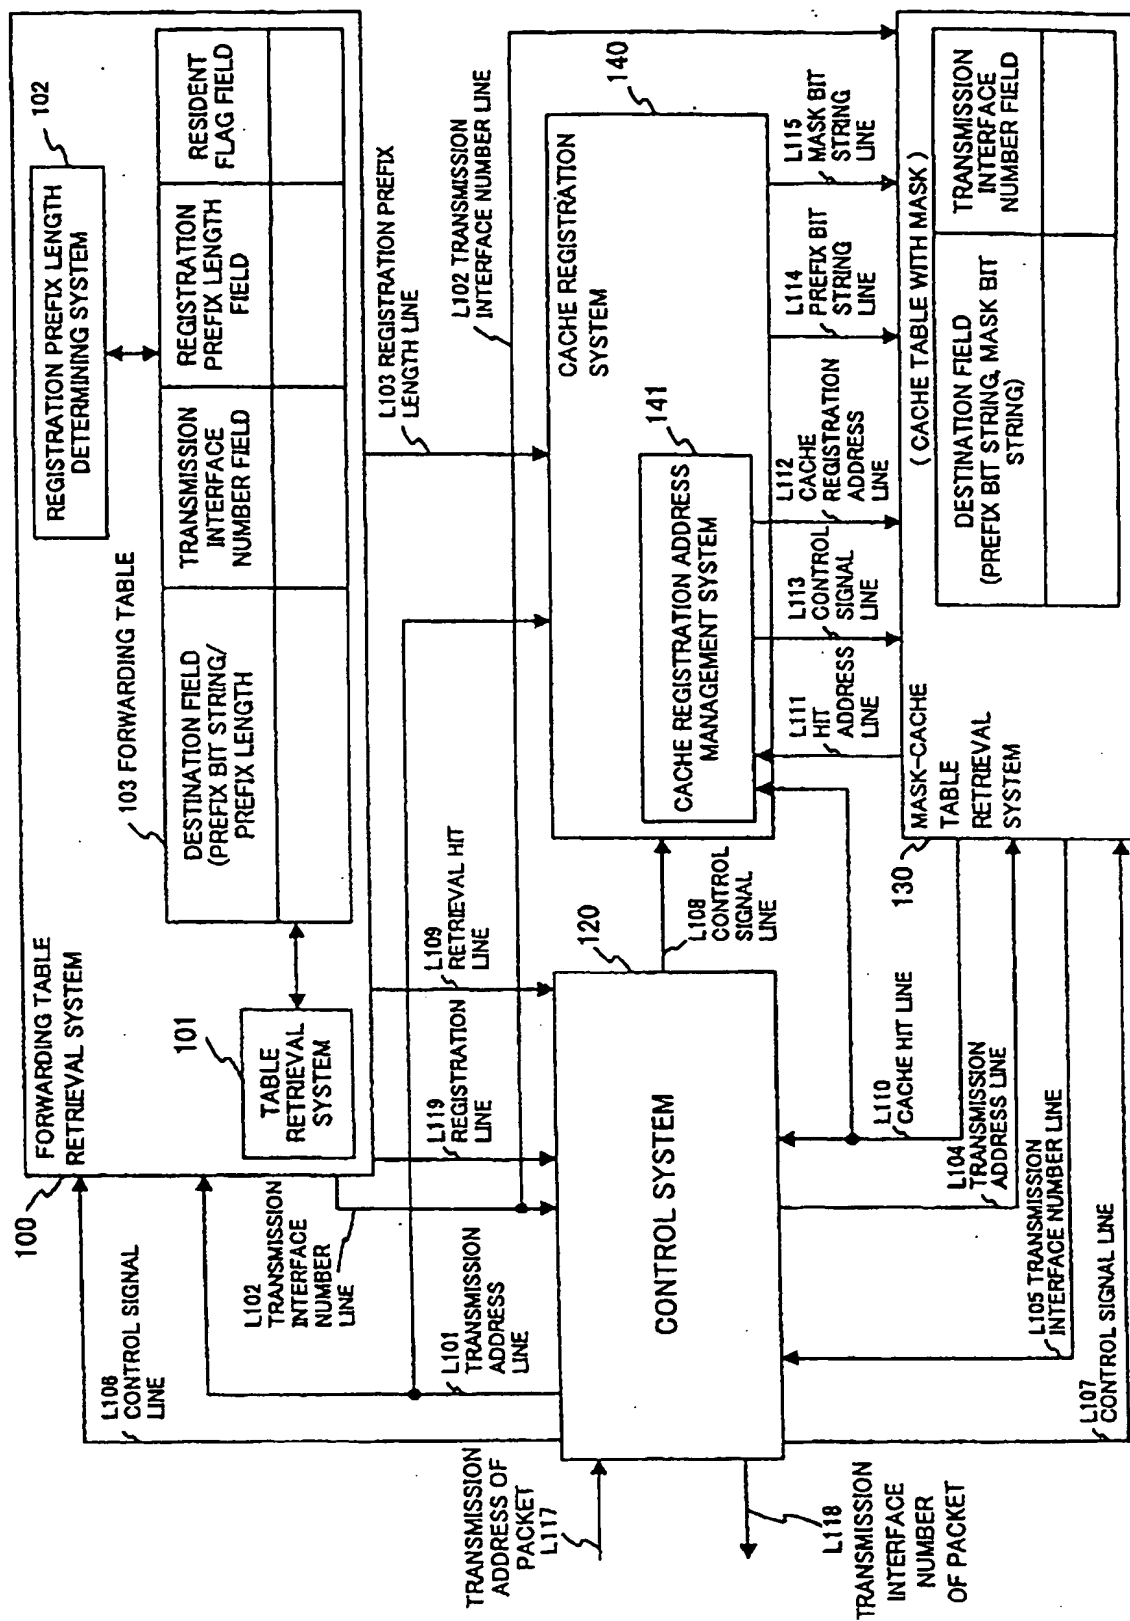 100
FORWARDING TABLE
RETRIEVAL SYSTEM
101
TABLE
RETRIEVAL
SYSTEM
103 FORWARDING TABLE
102
REGISTRATION PREFIX LENGTH
DETERMINING SYSTEM
DESTINATION FIELD
(PREFIX BIT STRING/
PREFIX LENGTH
TRANSMISSION
INTERFACE
NUMBER FIELD
REGISTRATION
PREFIX LENGTH
FIELD
RESIDENT
FLAG FIELD
L106
CONTROL SIGNAL
LINE
L102
TRANSMISSION
INTERFACE
NUMBER
LINE
L101
TRANSMISSION
ADDRESS
LINE
L119
REGISTRATION
LINE
L109
RETRIEVAL HIT
LINE
L103 REGISTRATION PREFIX
LENGTH LINE
L102 TRANSMISSION
INTERFACE NUMBER LINE
TRANSMISSION
ADDRESS OF
PACKET
L117
L118
TRANSMISSION
INTERFACE
NUMBER
OF PACKET
120
CONTROL SYSTEM
L108
CONTROL
SIGNAL
LINE
140
CACHE REGISTRATION
SYSTEM
141
CACHE REGISTRATION ADDRESS
MANAGEMENT SYSTEM
L107
CONTROL SIGNAL LINE
L105 TRANSMISSION
INTERFACE NUMBER LINE
L104
TRANSMISSION
ADDRESS LINE
L110
CACHE HIT LINE
L111
HIT
ADDRESS
LINE
L113
CONTROL
SIGNAL
LINE
L112
CACHE
REGISTRATION
ADDRESS
LINE
L114
PREFIX BIT
STRING
LINE
L115
MASK BIT
STRING
LINE
130
MASK-CACHE
TABLE
RETRIEVAL
SYSTEM
(CACHE TABLE WITH MASK)
DESTINATION FIELD
(PREFIX BIT STRING, MASK BIT
STRING)
TRANSMISSION
INTERFACE
NUMBER FIELD